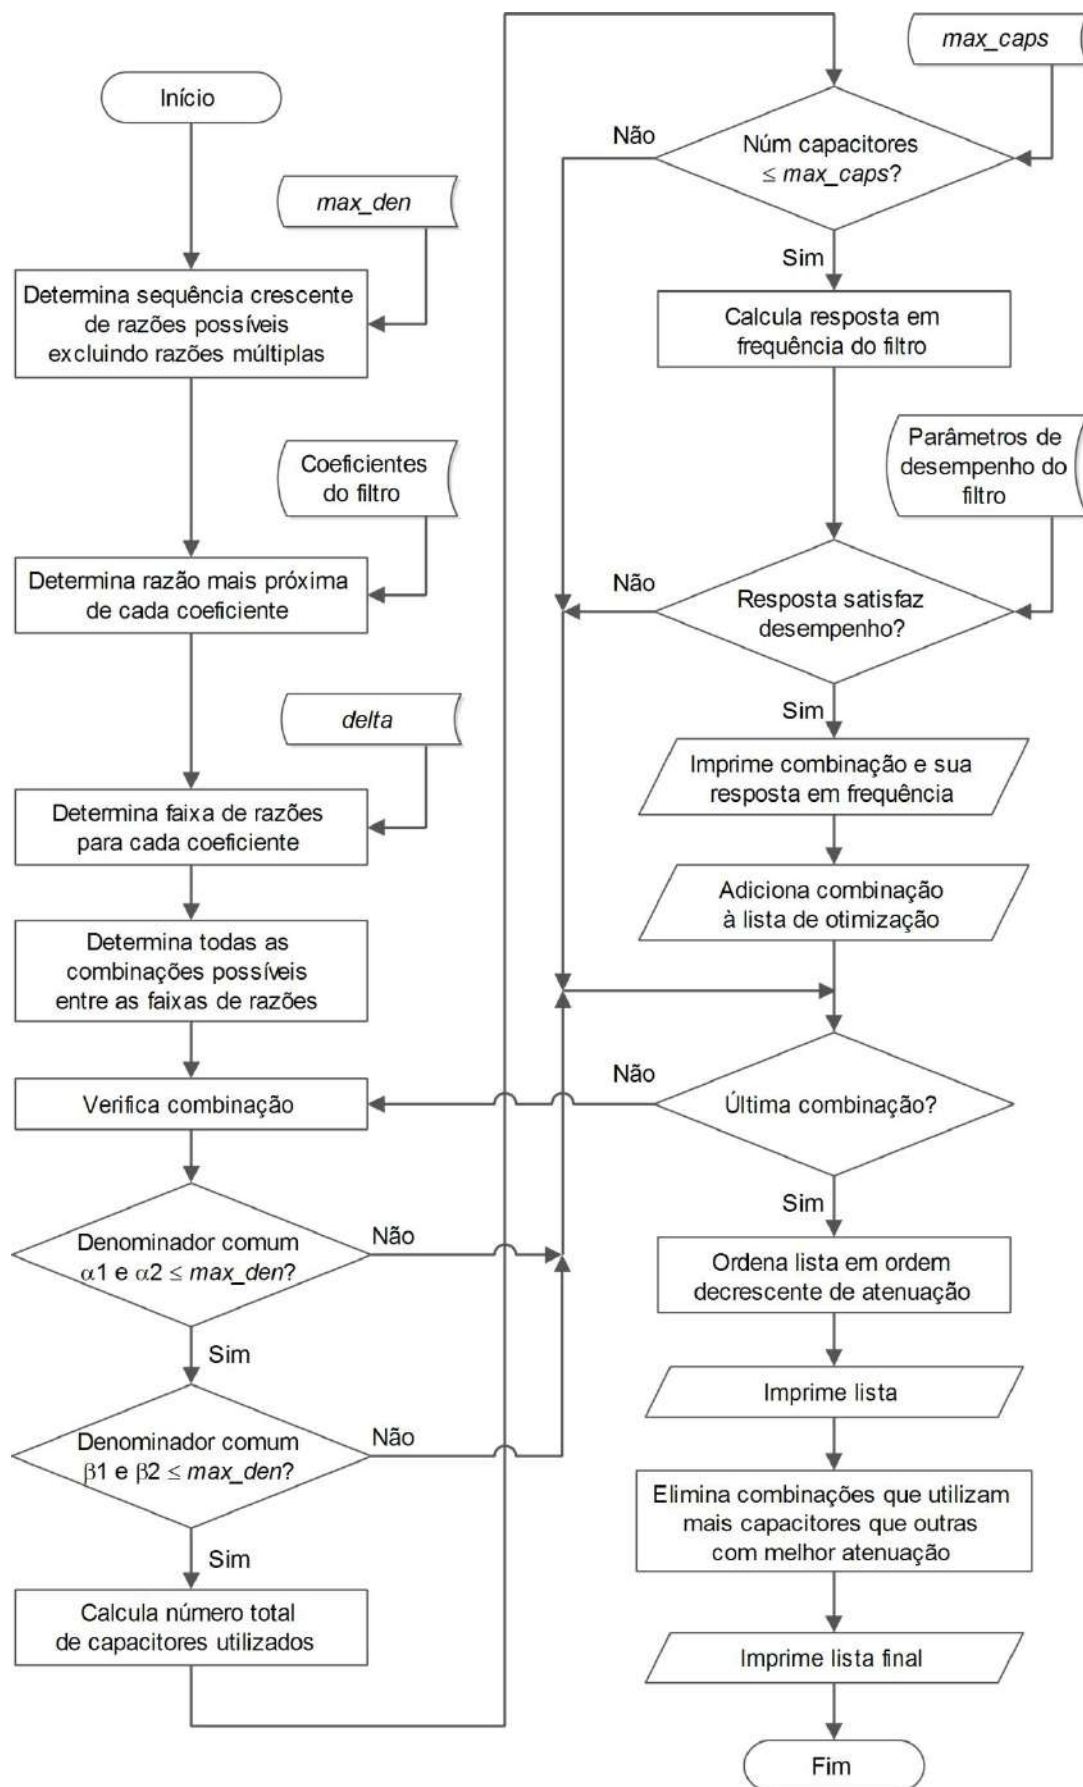 Início
max_den
Determina sequência crescente
de razões possíveis
excluindo razões múltiplas
Coeficientes
do filtro
Determina razão mais próxima
de cada coeficiente
delta
Determina faixa de razões
para cada coeficiente
Determina todas as
combinações possíveis
entre as faixas de razões
Verifica combinação
Denominador comum
α1 e α2 ≤ max_den?
Não
Sim
Denominador comum
β1 e β2 ≤ max_den?
Não
Sim
Calcula número total
de capacitores utilizados
max_caps
Núm capacitores
≤ max_caps?
Não
Sim
Calcula resposta em
frequência do filtro
Parâmetros de
desempenho do
filtro
Resposta satisfaz
desempenho?
Não
Sim
Imprime combinação e sua
resposta em frequência
Adiciona combinação
à lista de otimização
Última combinação?
Não
Sim
Ordena lista em ordem
decrescente de atenuação
Imprime lista
Elimina combinações que utilizam
mais capacitores que outras
com melhor atenuação
Imprime lista final
Fim